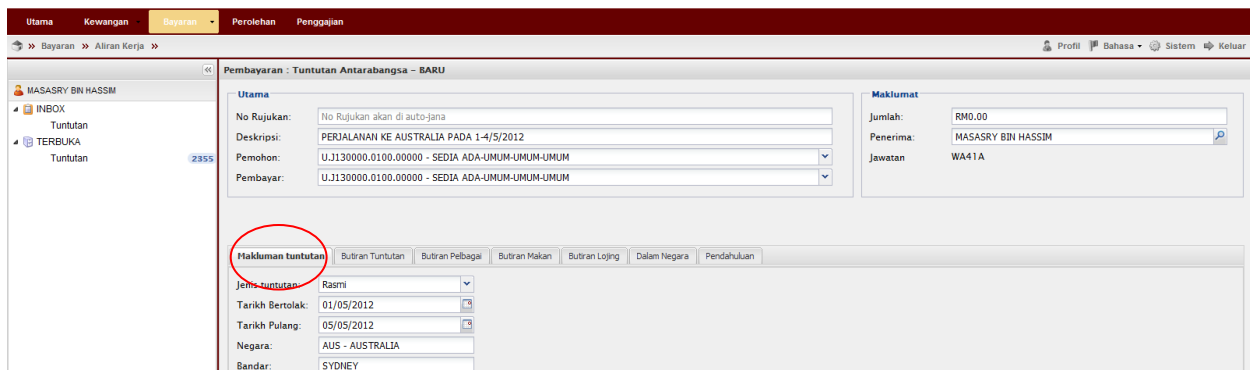 Utama Kewangan Bayaran Perolehan Penggajian
» Bayaran » Aliran Kerja » Profil Bahasa Sistem Keluar
« Pembayaran : Tuntutan Antarabangsa - BARU
MASASRY BIN HASSIM
INBOX
Tuntutan
TERBUKA
Tuntutan 2355
Utama
No Rujukan: No Rujukan akan di auto-jana
Deskripsi: PERJALANAN KE AUSTRALIA PADA 1-4/5/2012
Pemohon: U.J130000.0100.00000 - SEDIA ADA-UMUM-UMUM-UMUM
Pembayar: U.J130000.0100.00000 - SEDIA ADA-UMUM-UMUM-UMUM
Maklumat
Jumlah: RM0.00
Penerima: MASASRY BIN HASSIM
Jawatan WA41A
Makluman tuntutan Butiran Tuntutan Butiran Pelbagai Butiran Makan Butiran Lojing Dalam Negara Pendahuluan
Jenis tuntutan: Rasmi
Tarikh Bertolak: 01/05/2012
Tarikh Pulang: 05/05/2012
Negara: AUS - AUSTRALIA
Bandar: SYDNEY